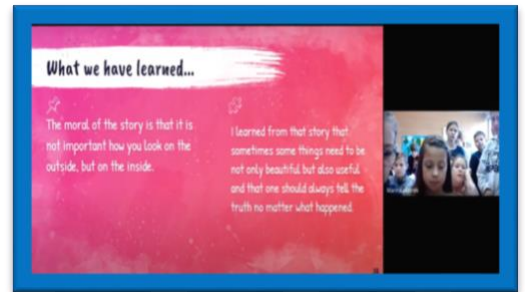 What we have learned...
The moral of the story is that it is
not important how you look on the
outside, but on the inside.
I learned from that story that
sometimes some things need to be
not only beautiful but also useful
and that one should always tell the
truth no matter what happened.